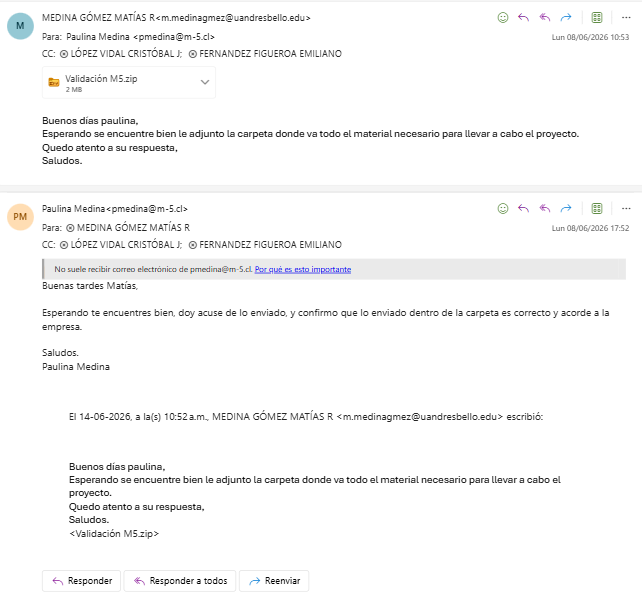 M
MEDINA GÓMEZ MATÍAS R<m.medinagmez@uandresbello.edu>
Para: Paulina Medina <pmedina@m-5.cl>
Lun 08/06/2026 10:53
CC: LÓPEZ VIDAL CRISTÓBAL J; FERNANDEZ FIGUEROA EMILIANO
Validación M5.zip
2 MB
Buenos días paulina,
Esperando se encuentre bien le adjunto la carpeta donde va todo el material necesario para llevar a cabo el proyecto.
Quedo atento a su respuesta,
Saludos.
PM
Paulina Medina<pmedina@m-5.cl>
Para: MEDINA GÓMEZ MATÍAS R
Lun 08/06/2026 17:52
CC: LÓPEZ VIDAL CRISTÓBAL J; FERNANDEZ FIGUEROA EMILIANO
No suele recibir correo electrónico de pmedina@m-5.cl. Por qué es esto importante
Buenas tardes Matías,
Esperando te encuentres bien, doy acuse de lo enviado, y confirmo que lo enviado dentro de la carpeta es correcto y acorde a la
empresa.
Saludos.
Paulina Medina
El 14-06-2026, a la(s) 10:52 a.m., MEDINA GÓMEZ MATÍAS R <m.medinagmez@uandresbello.edu> escribió:
Buenos días paulina,
Esperando se encuentre bien le adjunto la carpeta donde va todo el material necesario para llevar a cabo el
proyecto.
Quedo atento a su respuesta,
Saludos.
<Validación M5.zip>
Responder
Responder a todos
Reenviar